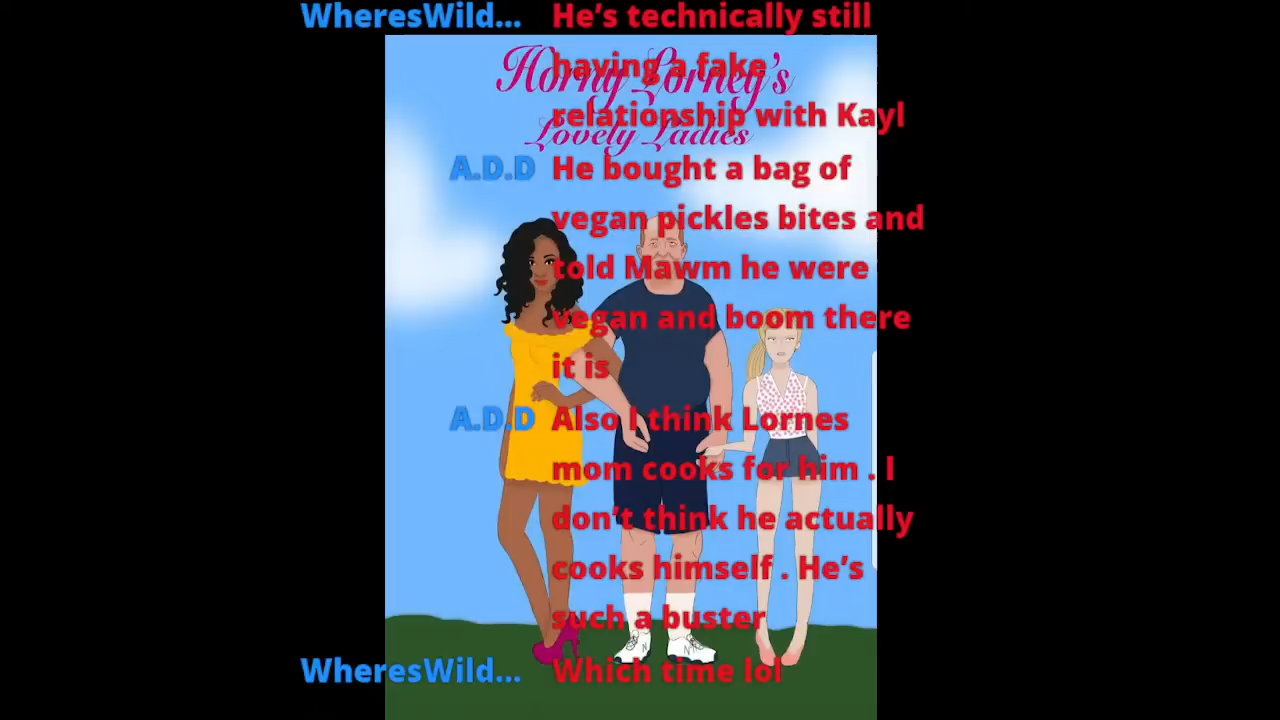 WheresWild... He’s technically still
Horny Lorney's
having a fake
relationship with Kayl
Lovely Ladies
A.D.D He bought a bag of
vegan pickles bites and
told Mawm he were
vegan and boom there
it is
A.D.D Also I think Lornes
mom cooks for him . I
don’t think he actually
cooks himself . He’s
such a buster
WheresWild... Which time lol
N N